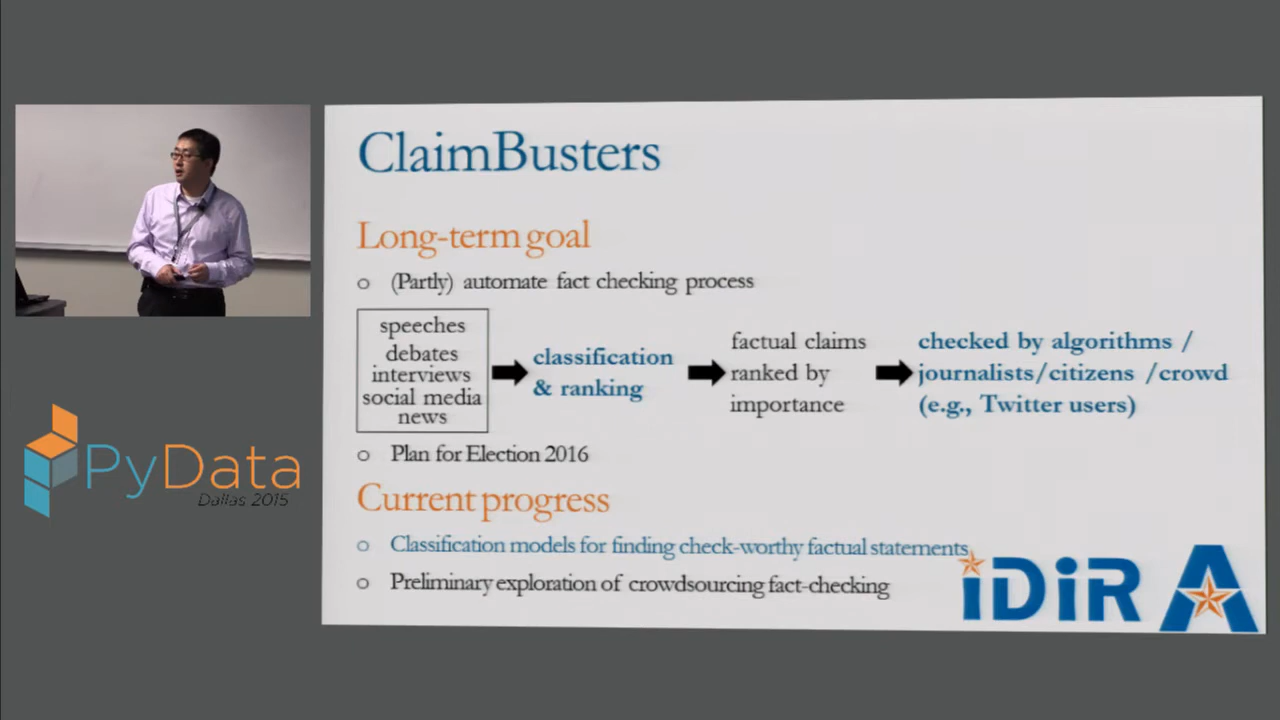 ClaimBusters
Long-term goal
o (Partly) automate fact checking process
speeches
debates
interviews
social media
news
classification
& ranking
factual claims
ranked by
importance
checked by algorithms /
journalists/citizens /crowd
(e.g., Twitter users)
o Plan for Election 2016
Current progress
o Classification models for finding check-worthy factual statements
o Preliminary exploration of crowdsourcing fact-checking
iDiR A
PyData
Dallas 2015